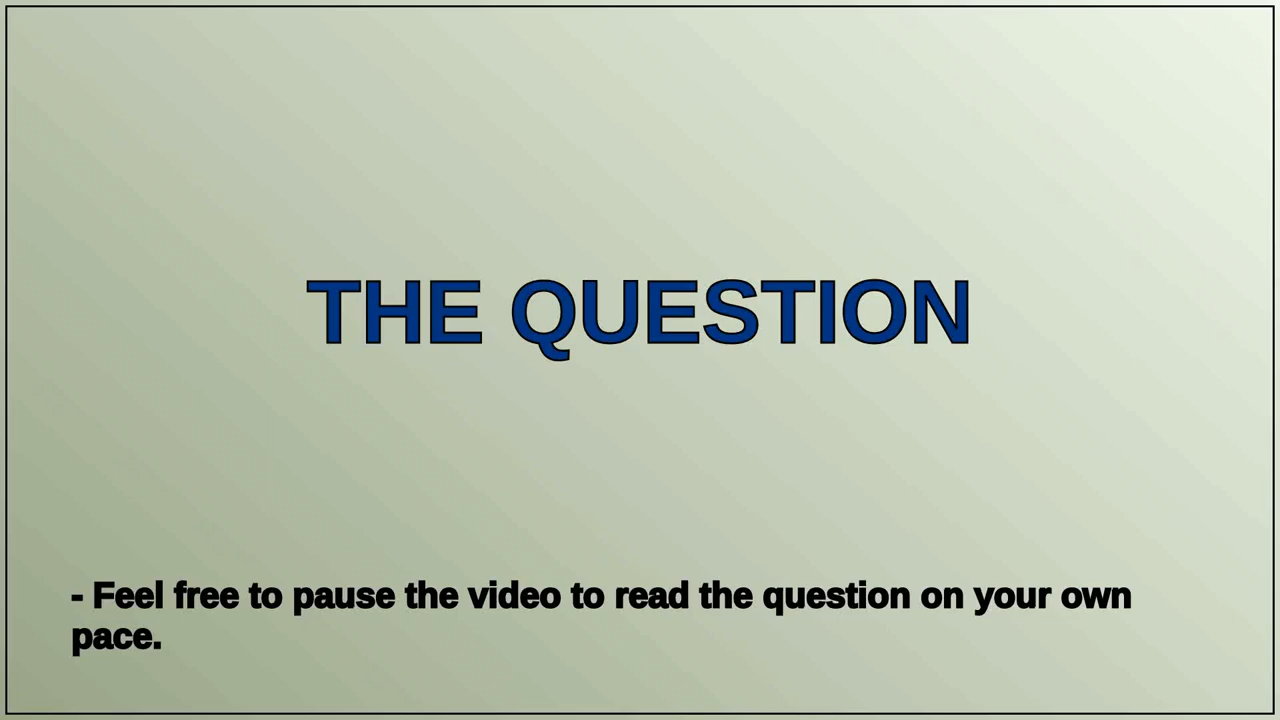 THE QUESTION
- Feel free to pause the video to read the question on your own
pace.